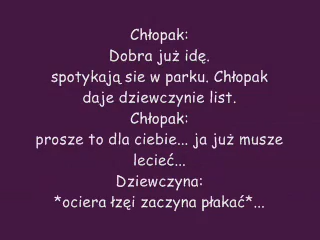 Chłopak:
Dobra już idę.
spotykają sie w parku. Chłopak
daje dziewczynie list.
Chłopak:
prosze to dla ciebie... ja już musze
lecieć...
Dziewczyna:
*ociera łzęi zaczyna płakać*...